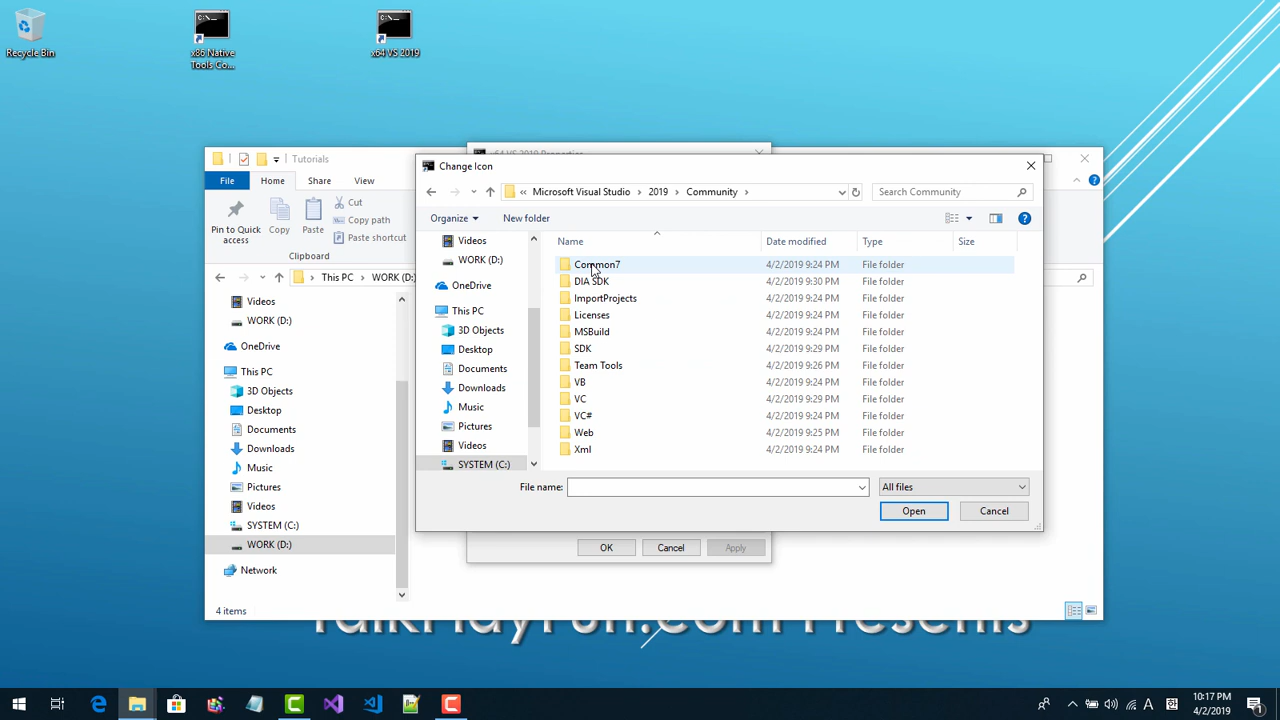 Recycle Bin
x86 Native
Tools Co...
x64 VS 2019
Tutorials
File
Home
Share
View
Pin to Quick
access
Copy
Paste
Cut
Copy path
Paste shortcut
Clipboard
This PC
WORK (D:)
Videos
WORK (D:)
OneDrive
This PC
3D Objects
Desktop
Documents
Downloads
Music
Pictures
Videos
SYSTEM (C:)
WORK (D:)
Network
4 items
x64 VS 2019 Properties
OK
Cancel
Apply
Change Icon
« Microsoft Visual Studio > 2019 > Community >
Search Community
Organize
New folder
Videos
WORK (D:)
OneDrive
This PC
3D Objects
Desktop
Documents
Downloads
Music
Pictures
Videos
SYSTEM (C:)
Name Date modified Type Size
Common7 4/2/2019 9:24 PM File folder
DIA SDK 4/2/2019 9:30 PM File folder
ImportProjects 4/2/2019 9:24 PM File folder
Licenses 4/2/2019 9:24 PM File folder
MSBuild 4/2/2019 9:24 PM File folder
SDK 4/2/2019 9:29 PM File folder
Team Tools 4/2/2019 9:26 PM File folder
VB 4/2/2019 9:24 PM File folder
VC 4/2/2019 9:29 PM File folder
VC# 4/2/2019 9:24 PM File folder
Web 4/2/2019 9:25 PM File folder
Xml 4/2/2019 9:24 PM File folder
File name:
All files
Open
Cancel
TalkPlayFun.com Presents
A
10:17 PM
4/2/2019
1